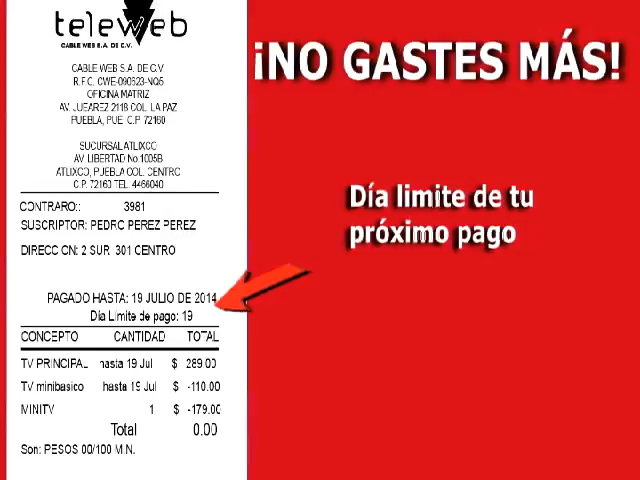 teleweb
CABLE WEB S.A. DE C.V.
CABLE WEB S.A. DE C.V
R.F.C. CWE-090623-NQ5
OFICINA MATRIZ
AV. JUEAREZ 2118 COL. LA PAZ
PUEBLA, PUE. C.P 72160
SUCURSAL ATLIXCO
AV. LIBERTAD No.1005B
ATLIXCO, PUEBLA COL. CENTRO
C.P. 72160 TEL. 4466040
CONTRARO:: 3981
SUSCRIPTOR: PEDRO PEREZ PEREZ
DIRECCION: 2 SUR 301 CENTRO
PAGADO HASTA: 19 JULIO DE 2014
Día Limite de pago: 19
CONCEPTO CANTIDAD TOTAL
TV PRINCIPAL hasta 19 Jul $ 289.00
TV minibasico hasta 19 Jul $ -110.00
MINITV 1 $ -179.00
Total 0.00
Son: PESOS 00/100 M.N.
¡NO GASTES MÁS!
Día limite de tu
próximo pago